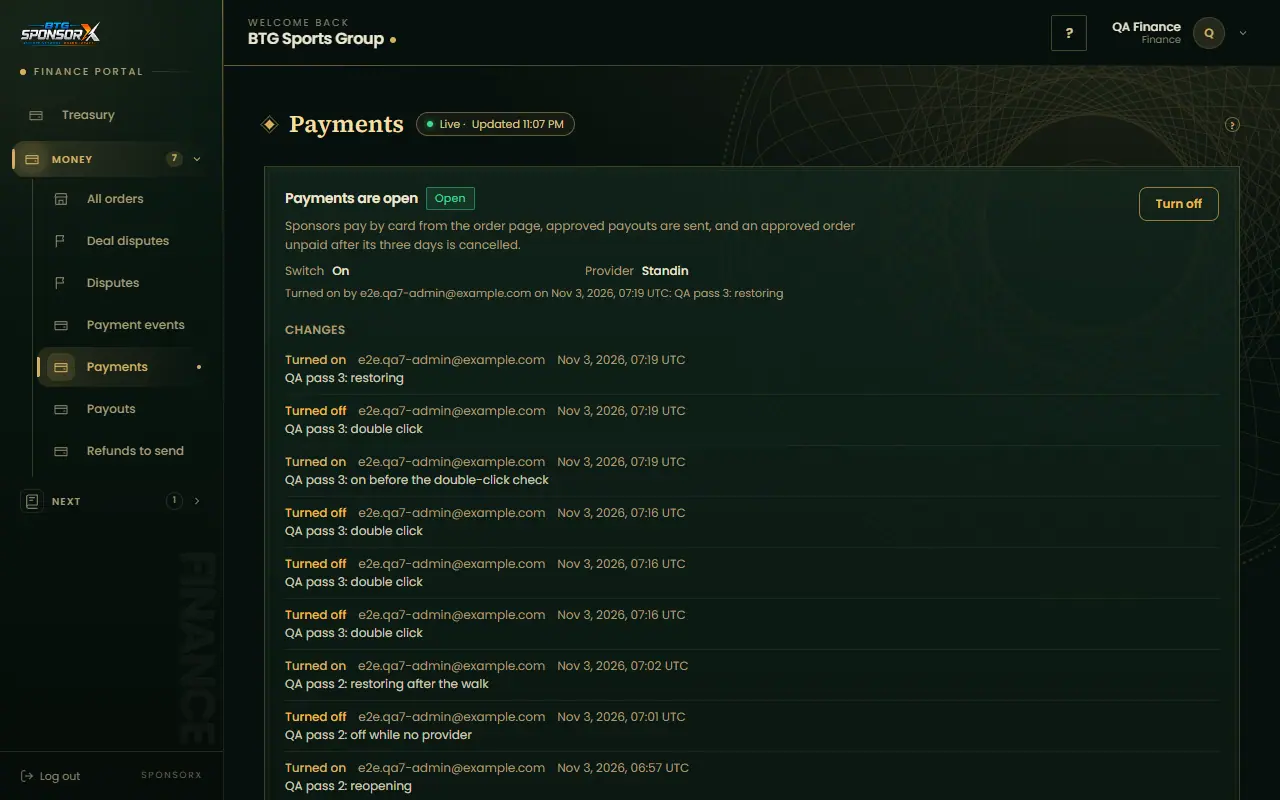 BTG
SPONSORX
FINANCE PORTAL
Treasury
MONEY
7
All orders
Deal disputes
Disputes
Payment events
Payments
Payouts
Refunds to send
NEXT
1
FINANCE
Log out
SPONSORX
WELCOME BACK
BTG Sports Group
?
QA Finance
Finance
Q
Payments
Live · Updated 11:07 PM
?
Payments are open
Open
Turn off
Sponsors pay by card from the order page, approved payouts are sent, and an approved order
unpaid after its three days is cancelled.
Switch On
Provider Standin
Turned on by e2e.qa7-admin@example.com on Nov 3, 2026, 07:19 UTC: QA pass 3: restoring
CHANGES
Turned on e2e.qa7-admin@example.com Nov 3, 2026, 07:19 UTC
QA pass 3: restoring
Turned off e2e.qa7-admin@example.com Nov 3, 2026, 07:19 UTC
QA pass 3: double click
Turned on e2e.qa7-admin@example.com Nov 3, 2026, 07:19 UTC
QA pass 3: on before the double-click check
Turned off e2e.qa7-admin@example.com Nov 3, 2026, 07:16 UTC
QA pass 3: double click
Turned off e2e.qa7-admin@example.com Nov 3, 2026, 07:16 UTC
QA pass 3: double click
Turned off e2e.qa7-admin@example.com Nov 3, 2026, 07:16 UTC
QA pass 3: double click
Turned on e2e.qa7-admin@example.com Nov 3, 2026, 07:02 UTC
QA pass 2: restoring after the walk
Turned off e2e.qa7-admin@example.com Nov 3, 2026, 07:01 UTC
QA pass 2: off while no provider
Turned on e2e.qa7-admin@example.com Nov 3, 2026, 06:57 UTC
QA pass 2: reopening